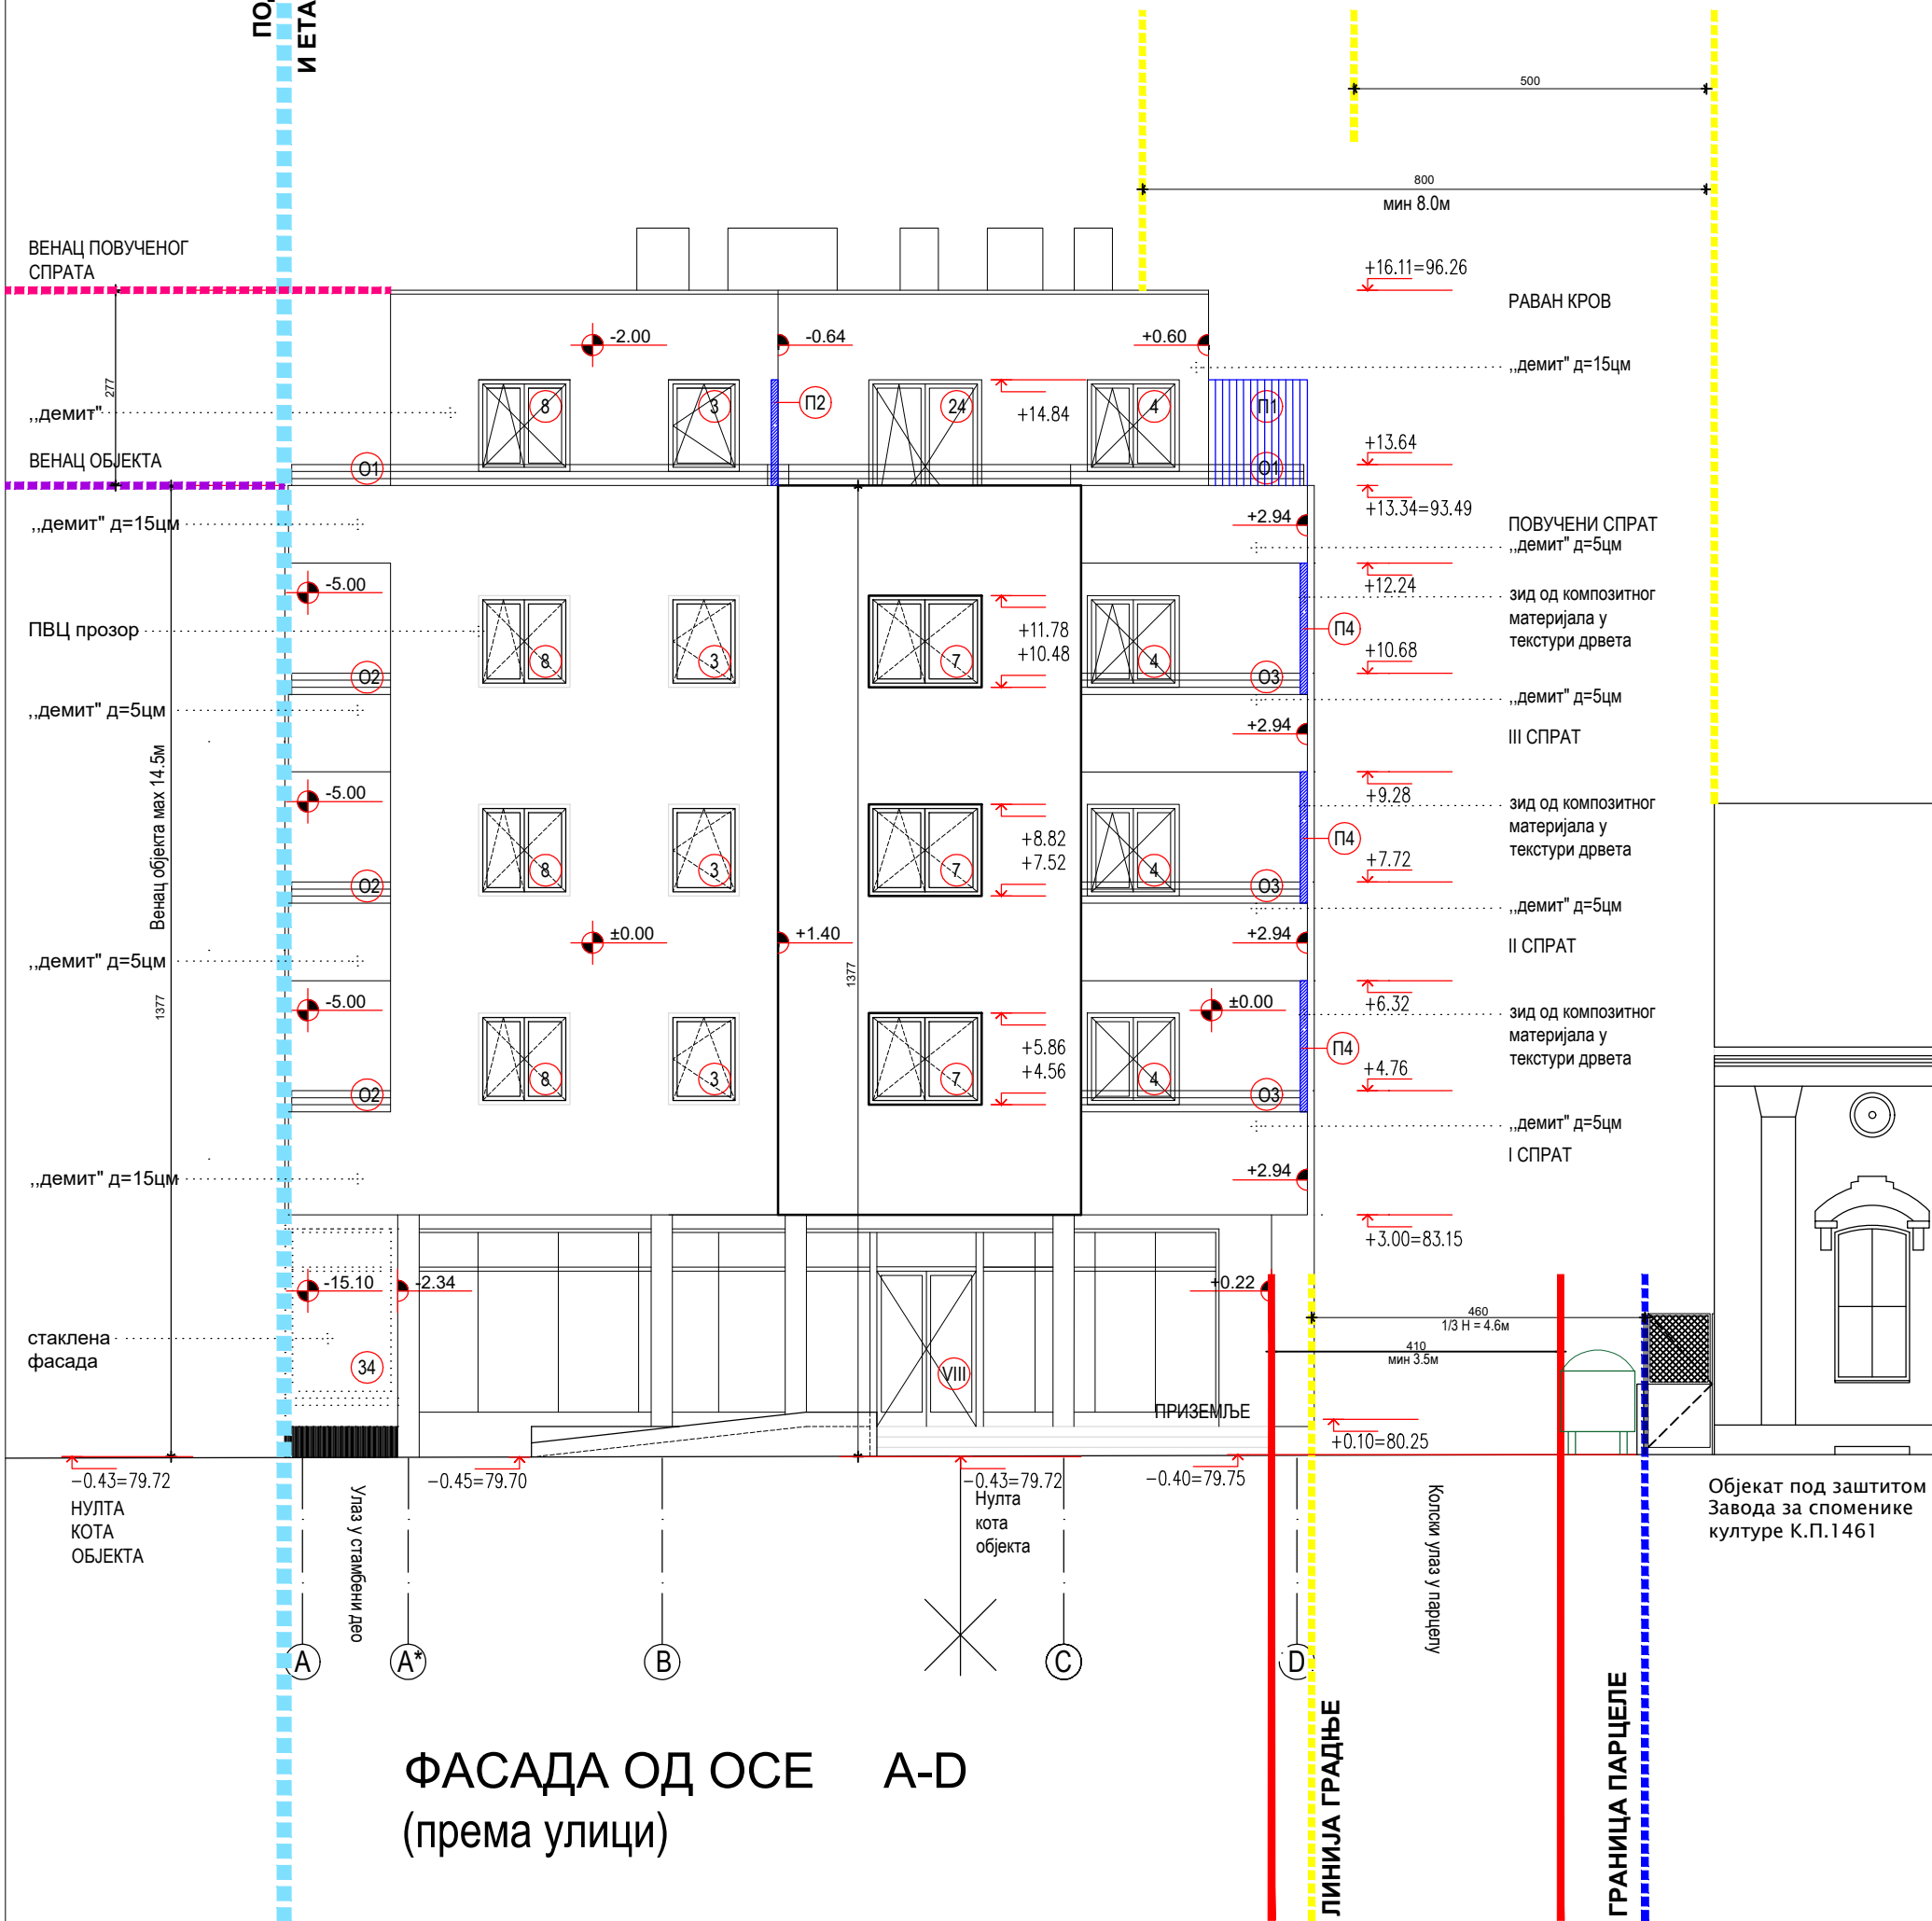 ПО
И ЕТА
500
800
мин 8.0м
ВЕНАЦ ПОВУЧЕНОГ
СПРАТА
+16.11=96.26
РАВАН КРОВ
-2.00
-0.64
+0.60
,,демит" д=15цм
277
,,демит"
8
3
П2
24
+14.84
4
П1
ВЕНАЦ ОБЈЕКТА
О1
О1
+13.64
+13.34=93.49
,,демит" д=15цм
+2.94
ПОВУЧЕНИ СПРАТ
,,демит" д=5цм
-5.00
+12.24
зид од композитног
материјала у
текстури дрвета
ПВЦ прозор
8
3
7
+11.78
+10.48
4
П4
+10.68
О2
О3
,,демит" д=5цм
,,демит" д=5цм
+2.94
III СПРАТ
Венац објекта мах 14.5м
1377
-5.00
+9.28
зид од композитног
материјала у
текстури дрвета
8
3
7
+8.82
+7.52
4
П4
+7.72
О2
О3
,,демит" д=5цм
±0.00
+1.40
+2.94
II СПРАТ
,,демит" д=5цм
1377
-5.00
±0.00
+6.32
зид од композитног
материјала у
текстури дрвета
8
3
7
+5.86
+4.56
4
П4
+4.76
О2
О3
,,демит" д=5цм
I СПРАТ
,,демит" д=15цм
+2.94
+3.00=83.15
-15.10
-2.34
+0.22
460
1/3 H = 4.6м
410
мин 3.5м
стаклена
фасада
34
VIII
ПРИЗЕМЉЕ
+0.10=80.25
−0.43=79.72
НУЛТА
КОТА
ОБЈЕКТА
Улаз у стамбени део
−0.45=79.70
−0.43=79.72
Нулта
кота
објекта
−0.40=79.75
Колски улаз у парцелу
Објекат под заштитом
Завода за споменике
културе К.П.1461
A
A*
B
C
D
ФАСАДА ОД ОСЕ A-D
(према улици)
ЛИНИЈА ГРАДЊЕ
ГРАНИЦА ПАРЦЕЛЕ